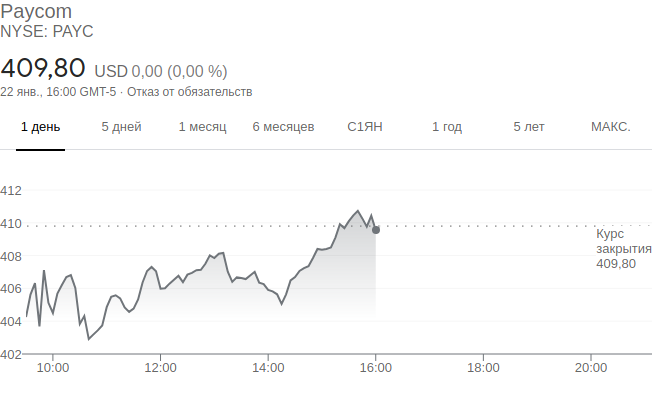 Paycom
NYSE: PAYC
409,80 USD 0,00 (0,00 %)
22 янв., 16:00 GMT-5 · Отказ от обязательств
1 день 5 дней 1 месяц 6 месяцев С1ЯН 1 год 5 лет МАКС.
412
410
Курс
закрытия
409,80
408
406
404
402
10:00 12:00 14:00 16:00 18:00 20:00